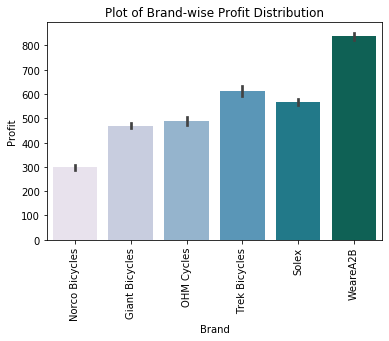 Plot of Brand-wise Profit Distribution
800
700
600
500
400
300
200
100
0
Profit
Norco Bicycles
Giant Bicycles
OHM Cycles
Trek Bicycles
Solex
WeareA2B
Brand